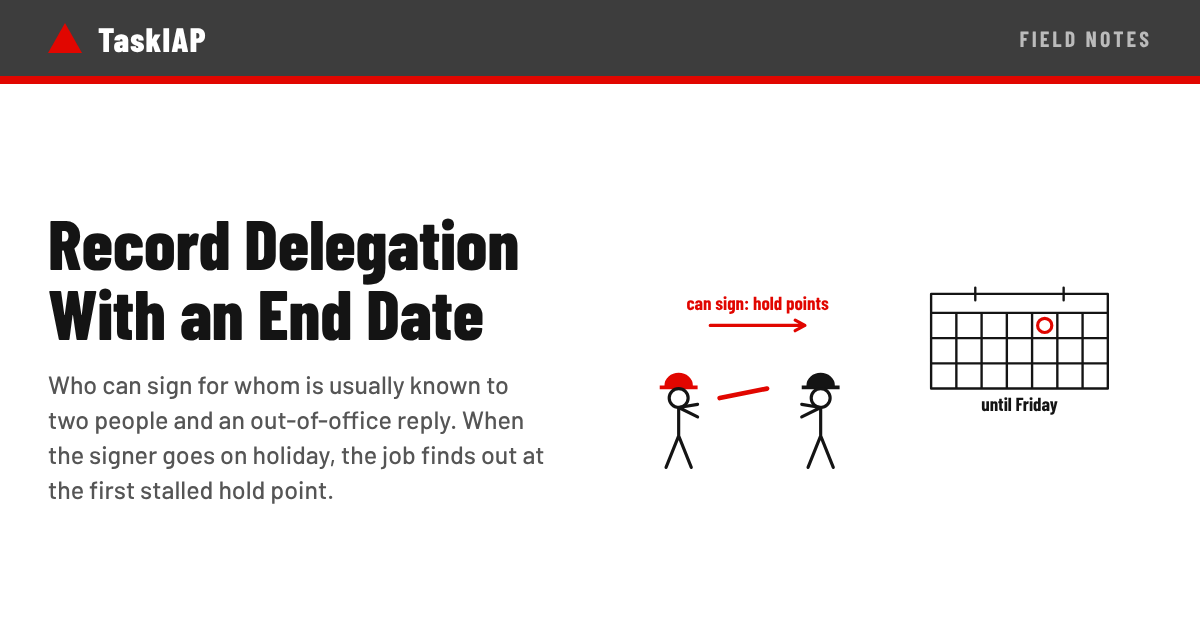 TaskIAP
FIELD NOTES
Record Delegation
With an End Date
Who can sign for whom is usually known to
two people and an out-of-office reply. When
the signer goes on holiday, the job finds out at
the first stalled hold point.
can sign: hold points
until Friday